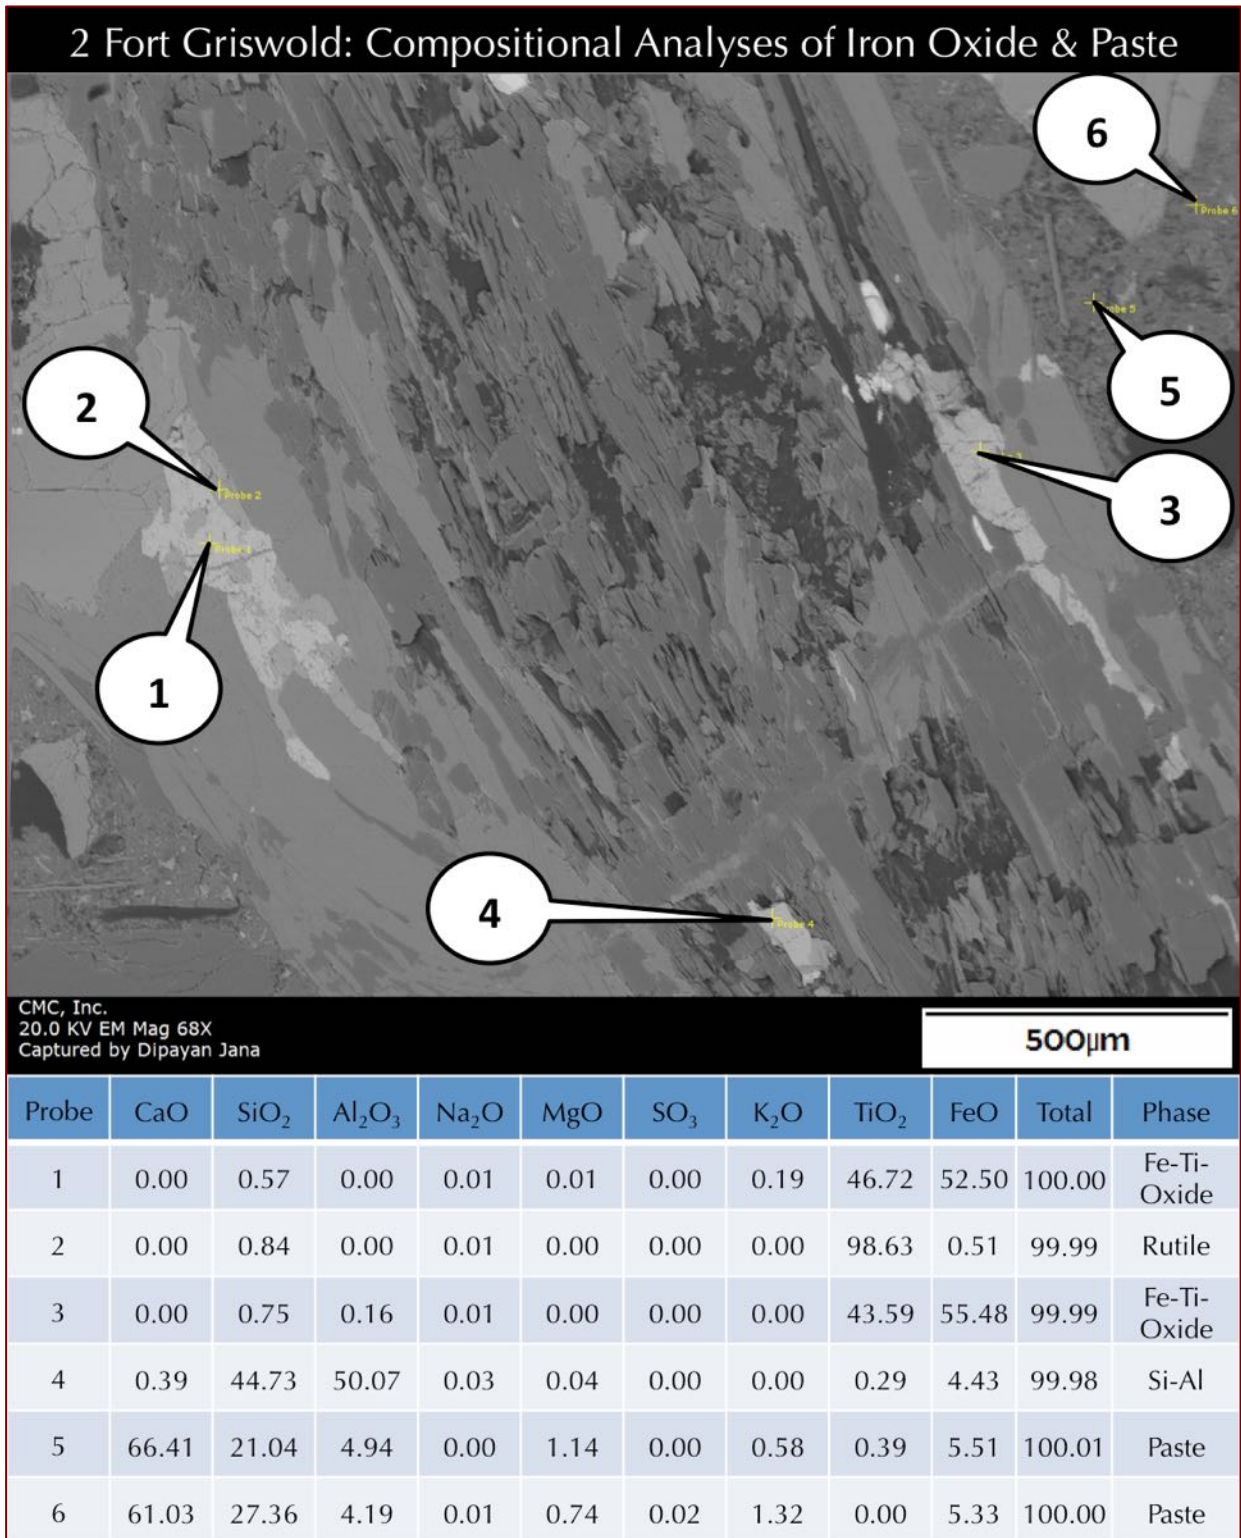 2 Fort Griswold: Compositional Analyses of Iron Oxide & Paste
6
Probe 6
Probe 5
5
2
3
Probe 2
Probe 1
1
4
Probe 4
CMC, Inc.
20.0 KV EM Mag 68X
Captured by Dipayan Jana
500µm
Probe CaO SiO₂ Al₂O₃ Na₂O MgO SO₃ K₂O TiO₂ FeO Total Phase
1 0.00 0.57 0.00 0.01 0.01 0.00 0.19 46.72 52.50 100.00 Fe-Ti-
Oxide
2 0.00 0.84 0.00 0.01 0.00 0.00 0.00 98.63 0.51 99.99 Rutile
3 0.00 0.75 0.16 0.01 0.00 0.00 0.00 43.59 55.48 99.99 Fe-Ti-
Oxide
4 0.39 44.73 50.07 0.03 0.04 0.00 0.00 0.29 4.43 99.98 Si-Al
5 66.41 21.04 4.94 0.00 1.14 0.00 0.58 0.39 5.51 100.01 Paste
6 61.03 27.36 4.19 0.01 0.74 0.02 1.32 0.00 5.33 100.00 Paste